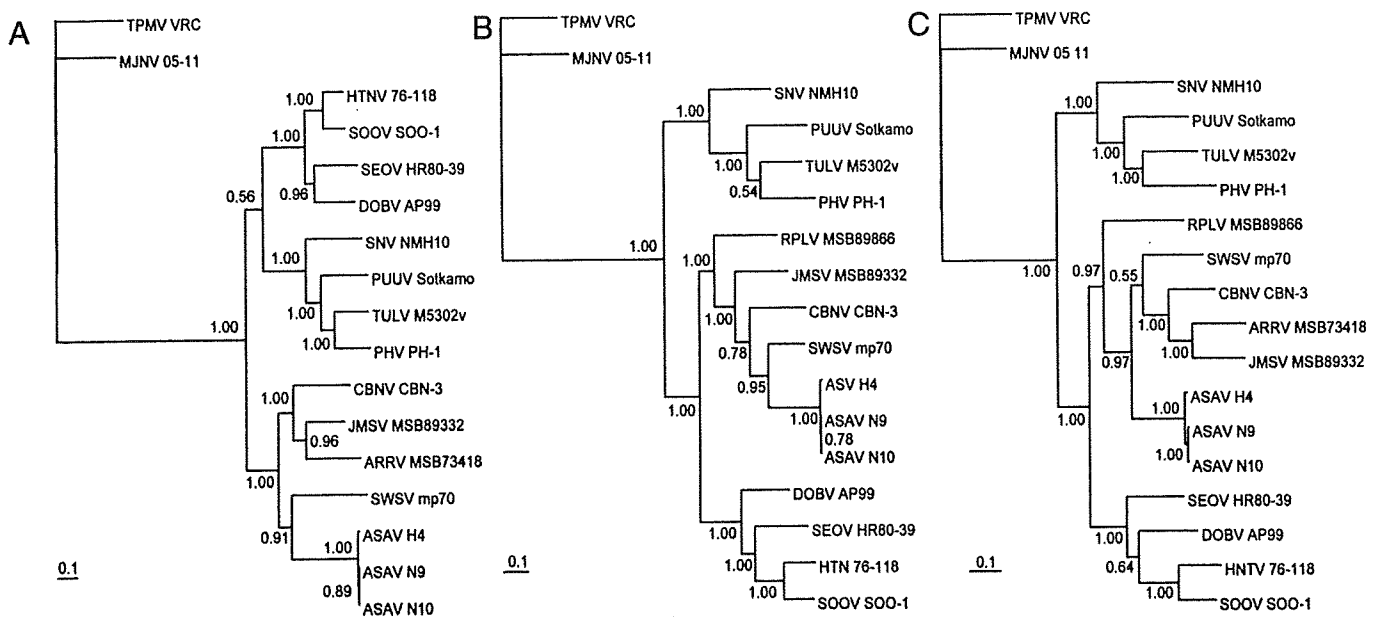 A
TPMV VRC
MJNV 05-11
HTNV 76-118
1.00
SOOV SOO-1
1.00
SEOV HR80-39
0.96
DOBV AP99
0.56
SNV NMH10
1.00
PUUV Sotkamo
1.00
TULV M5302v
1.00
PHV PH-1
1.00
CBNV CBN-3
1.00
JMSV MSB89332
0.96
ARRV MSB73418
1.00
SWSV mp70
0.91
ASAV H4
1.00
ASAV N9
0.89
ASAV N10
0.1
B
TPMV VRC
MJNV 05-11
SNV NMH10
1.00
PUUV Sotkamo
1.00
TULV M5302v
0.54
PHV PH-1
1.00
RPLV MSB89866
1.00
JMSV MSB89332
1.00
CBNV CBN-3
0.78
SWSV mp70
0.95
ASV H4
1.00
ASAV N9
0.78
ASAV N10
1.00
DOBV AP99
1.00
SEOV HR80-39
1.00
HTN 76-118
1.00
SOOV SOO-1
0.1
C
TPMV VRC
MJNV 05 11
SNV NMH10
1.00
PUUV Sotkamo
1.00
TULV M5302v
1.00
PHV PH-1
1.00
RPLV MSB89866
0.97
SWSV mp70
0.55
CBNV CBN-3
1.00
ARRV MSB73418
1.00
JMSV MSB89332
0.97
ASAV H4
1.00
ASAV N9
1.00
ASAV N10
1.00
SEOV HR80-39
1.00
DOBV AP99
0.64
HNTV 76-118
1.00
SOOV SOO-1
0.1